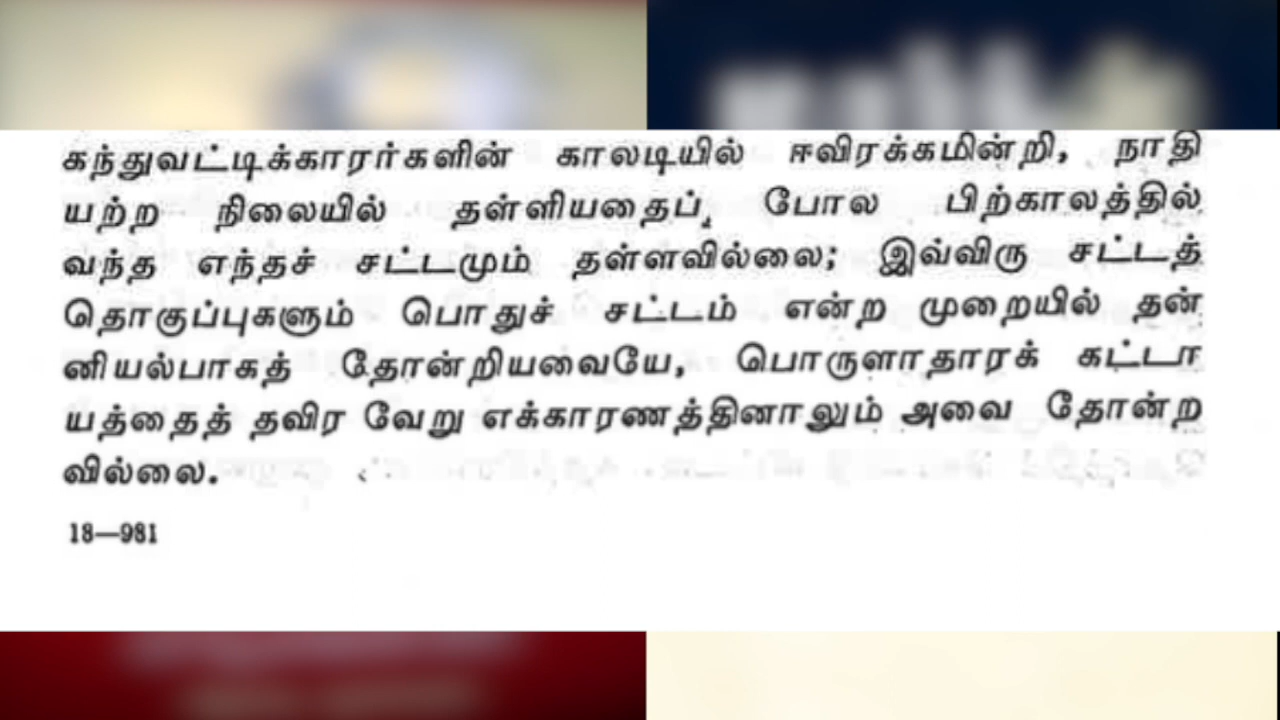 கந்துவட்டிக்காரர்களின் காலடியில் ஈவிரக்கமின்றி, நாதி
யற்ற நிலையில் தள்ளியதைப் போல பிற்காலத்தில்
வந்த எந்தச் சட்டமும் தள்ளவில்லை; இவ்விரு சட்டத்
தொகுப்புகளும் பொதுச் சட்டம் என்ற முறையில் தன்
னியல்பாகத் தோன்றியவையே, பொருளாதாரக் கட்டா
யத்தைத் தவிர வேறு எக்காரணத்தினாலும் அவை தோன்ற
வில்லை.
18—981